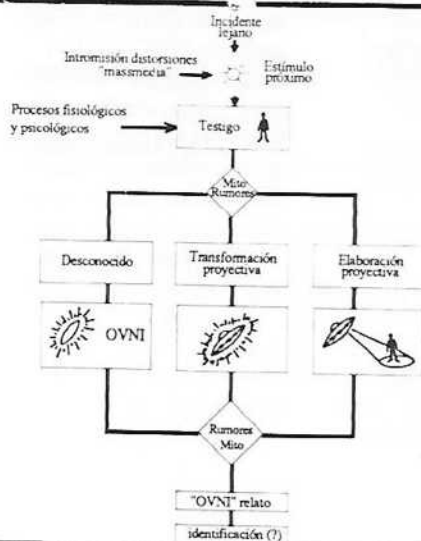 Incidente
lejano
Intromisión distorsiones
"massmedia"
Estímulo
próximo
Procesos fisiológicos
y psicológicos
Testigo
Mito
Rumores
Desconocido
Transformación
proyectiva
Elaboración
proyectiva
OVNI
Rumores
Mito
"OVNI" relato
identificación (?)